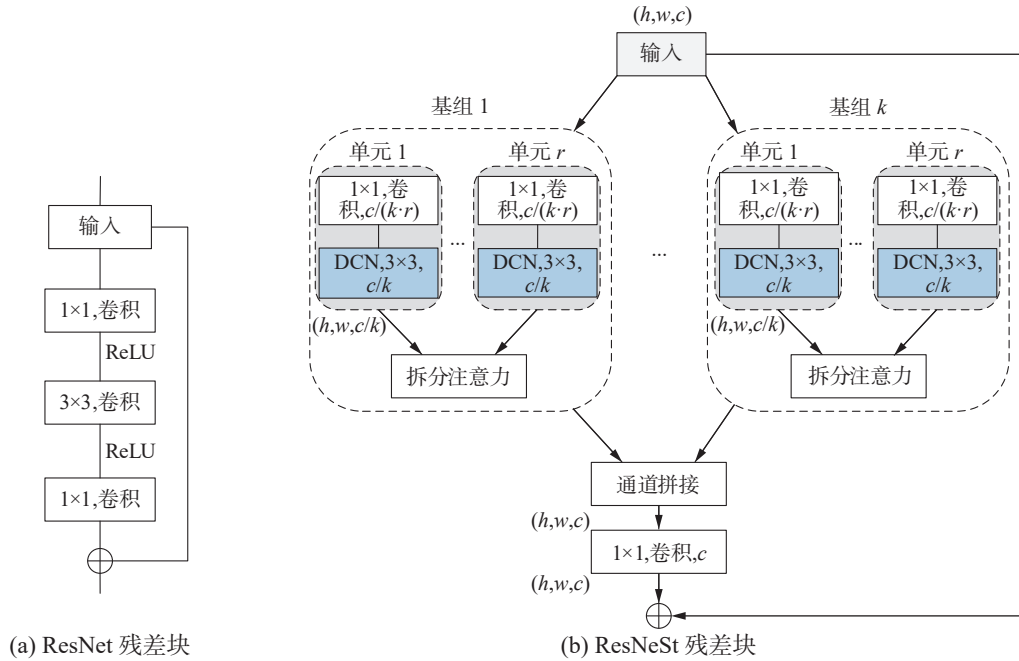 输入
1×1,卷积
ReLU
3×3,卷积
ReLU
1×1,卷积
(a) ResNet 残差块
(h,w,c)
输入
基组 1
单元 1
1×1,卷
积,c/(k·r)
DCN,3×3,
c/k
...
单元 r
1×1,卷
积,c/(k·r)
DCN,3×3,
c/k
(h,w,c/k)
拆分注意力
...
基组 k
单元 1
1×1,卷
积,c/(k·r)
DCN,3×3,
c/k
...
单元 r
1×1,卷
积,c/(k·r)
DCN,3×3,
c/k
(h,w,c/k)
拆分注意力
通道拼接
(h,w,c)
1×1,卷积,c
(h,w,c)
(b) ResNeSt 残差块